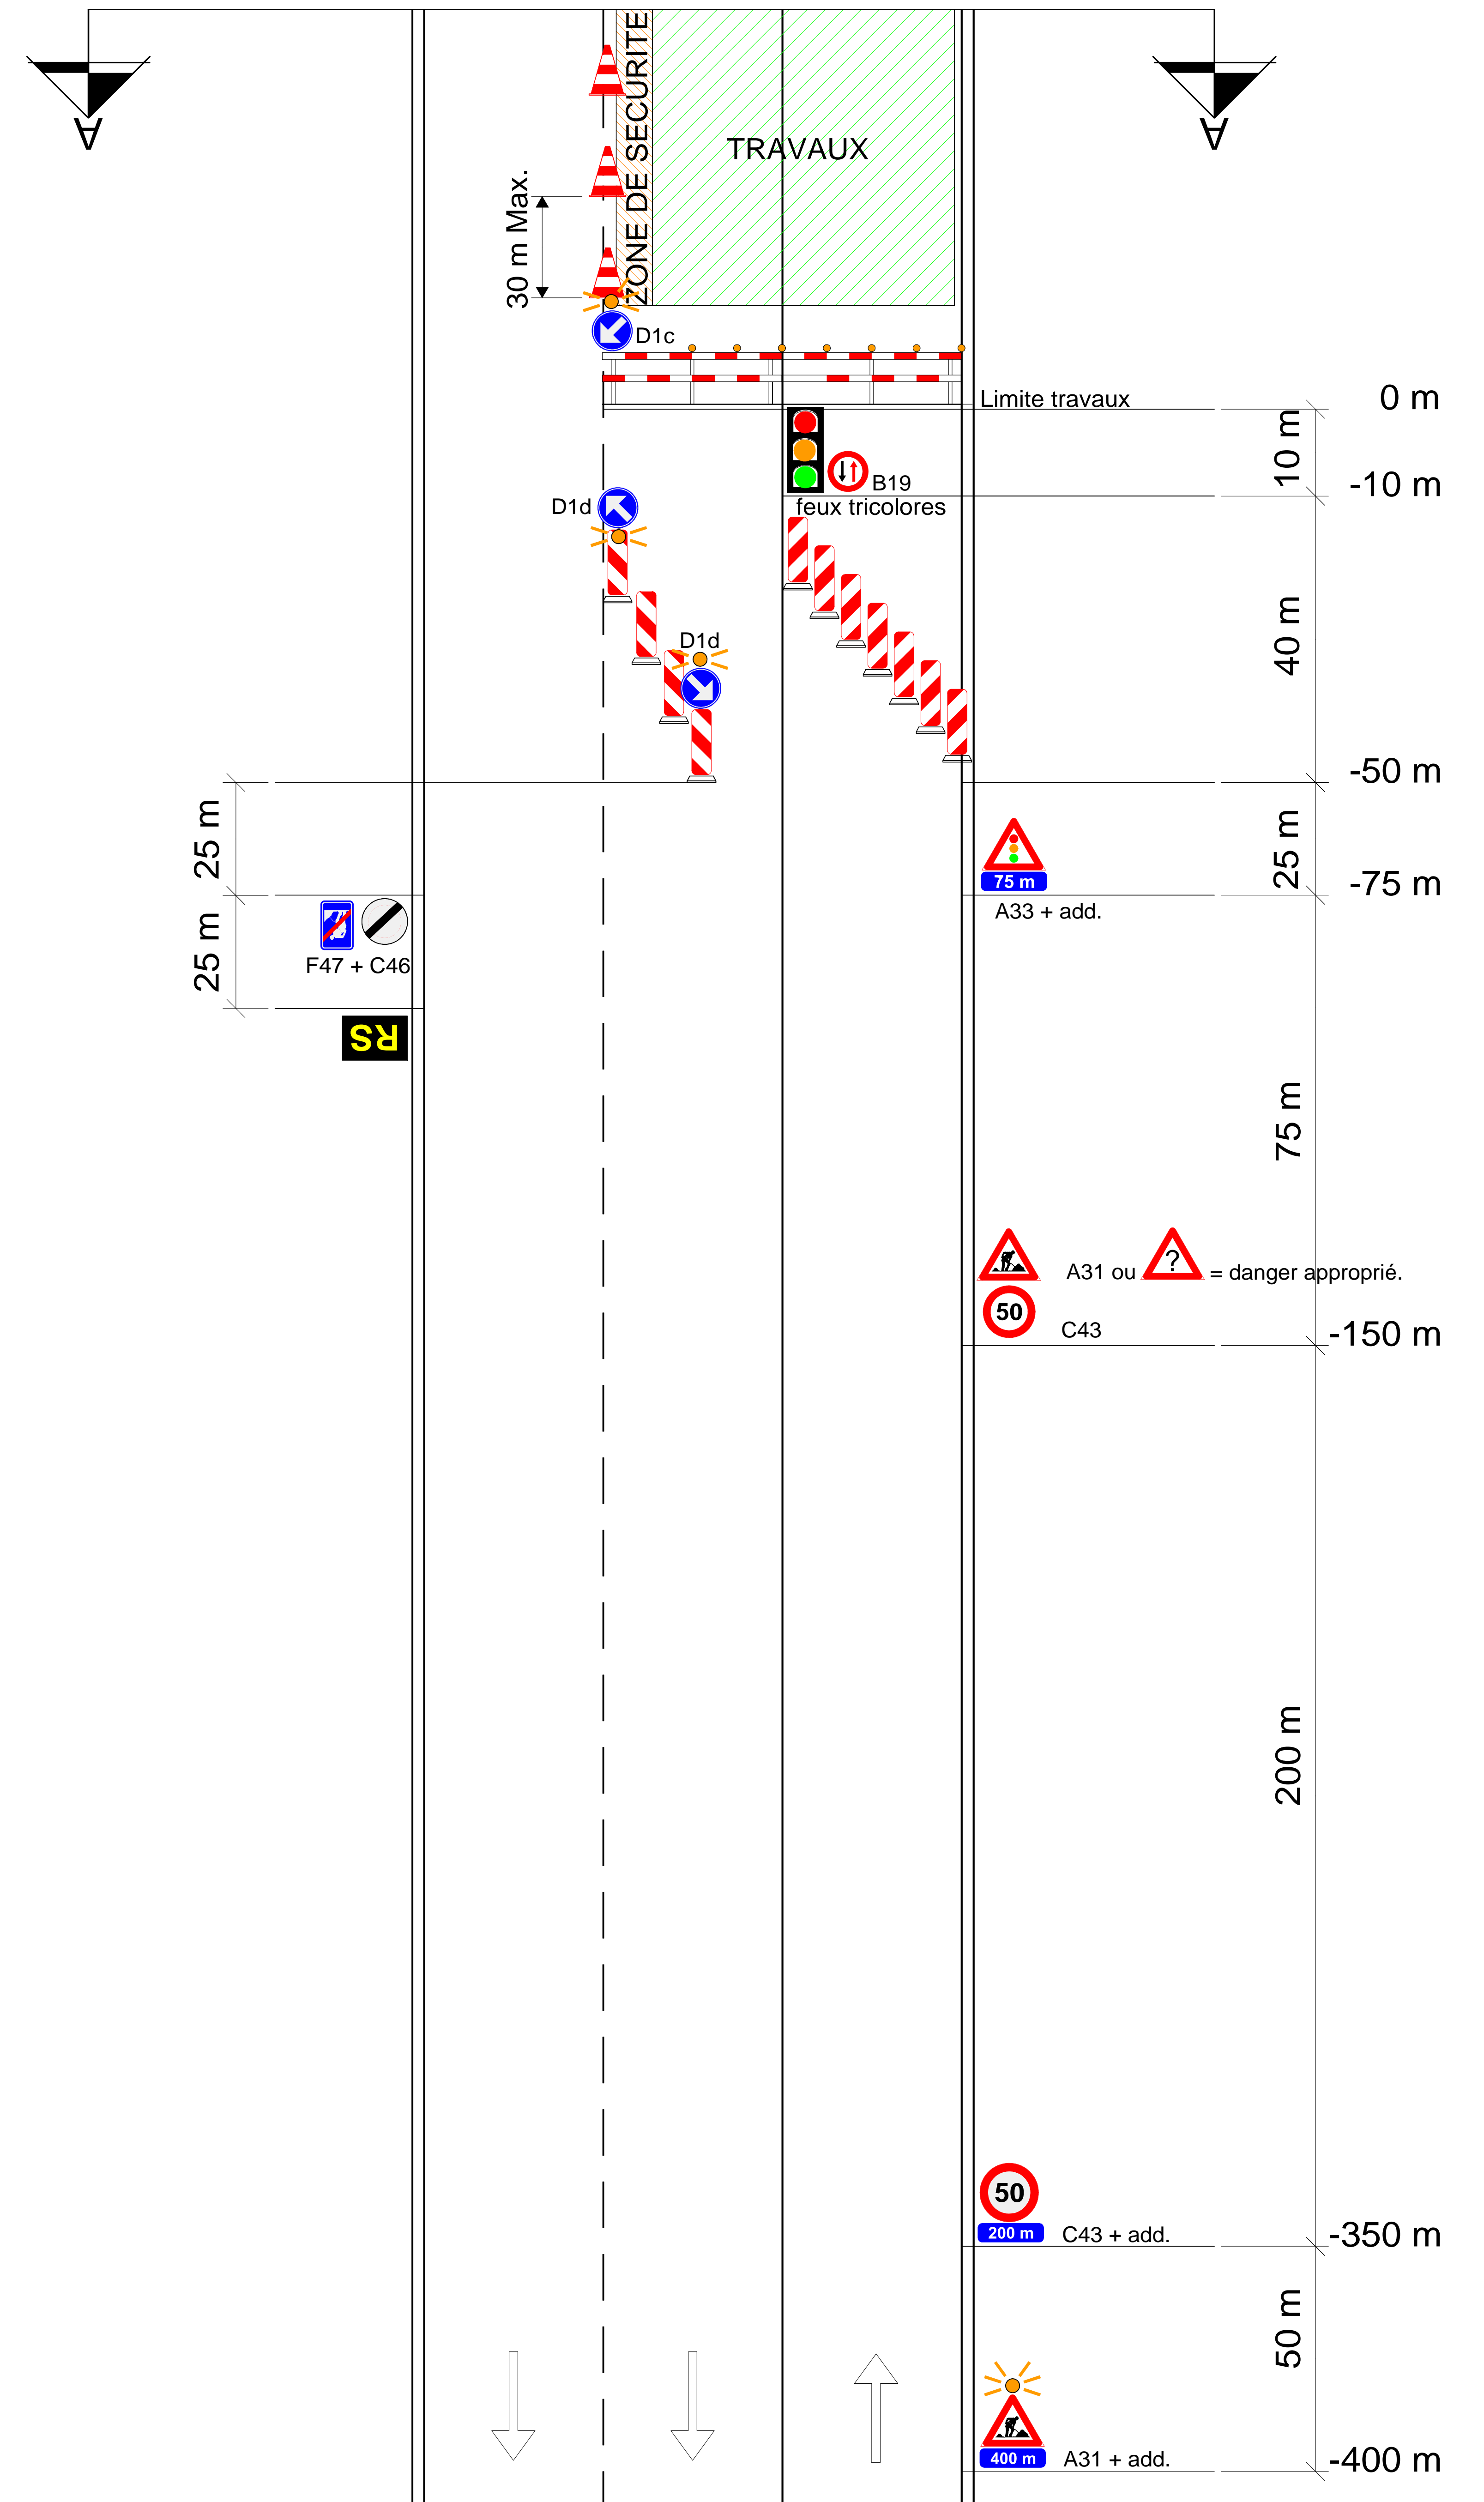 A
A
ZONE DE SECURITE
TRAVAUX
30 m Max.
D1c
Limite travaux
0 m
10 m
B19
-10 m
feux tricolores
D1d
40 m
D1d
-50 m
25 m
25 m
75 m
-75 m
A33 + add.
25 m
F47 + C46
RS
75 m
A31 ou
?
= danger approprié.
50
C43
-150 m
200 m
50
200 m
C43 + add.
-350 m
50 m
400 m
A31 + add.
-400 m